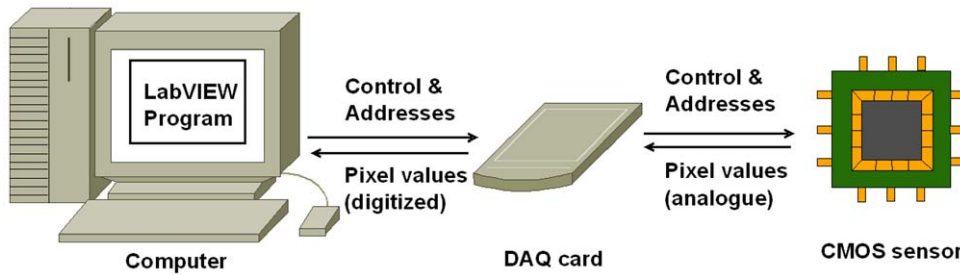 LabVIEW
Program
Control &
Addresses
Pixel values
(digitized)
Control &
Addresses
Pixel values
(analogue)
Computer
DAQ card
CMOS sensor